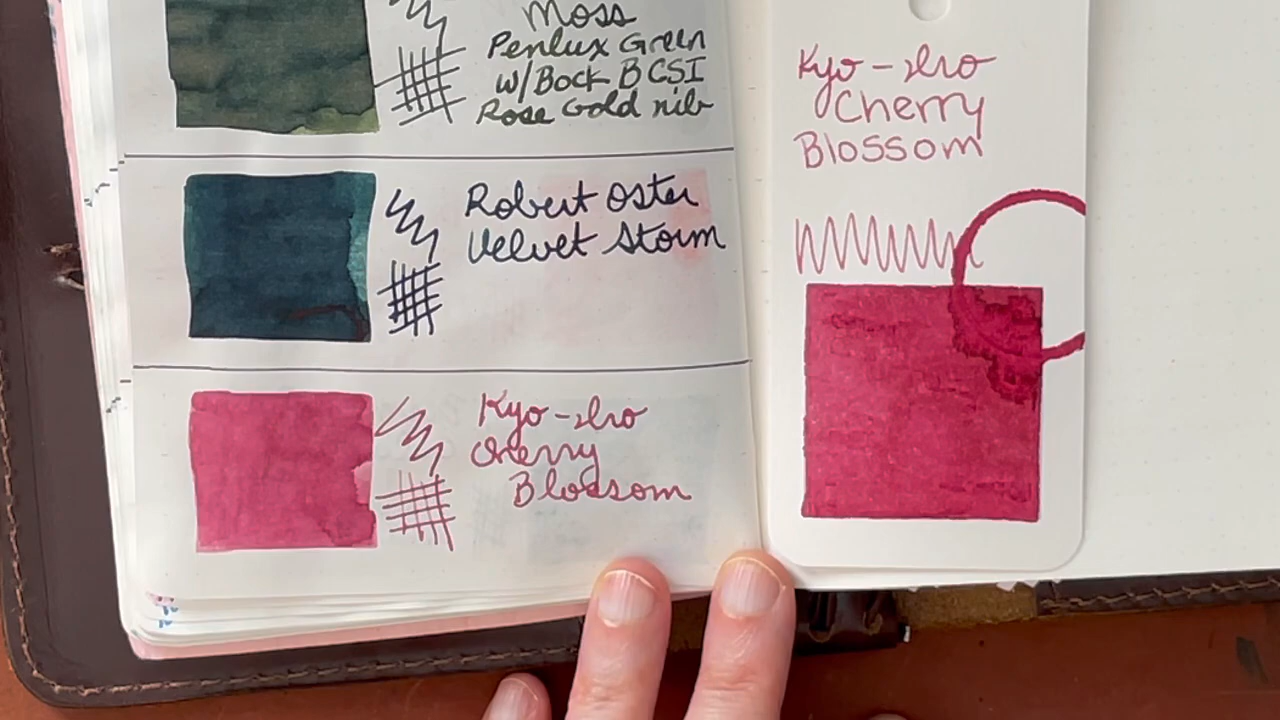 Moss
Penlux Green
w/Bock B CSI
Rose Gold nib
Robert Oster
Velvet Storm
Kyo-iro
Cherry
Blossom
Kyo-iro
Cherry
Blossom